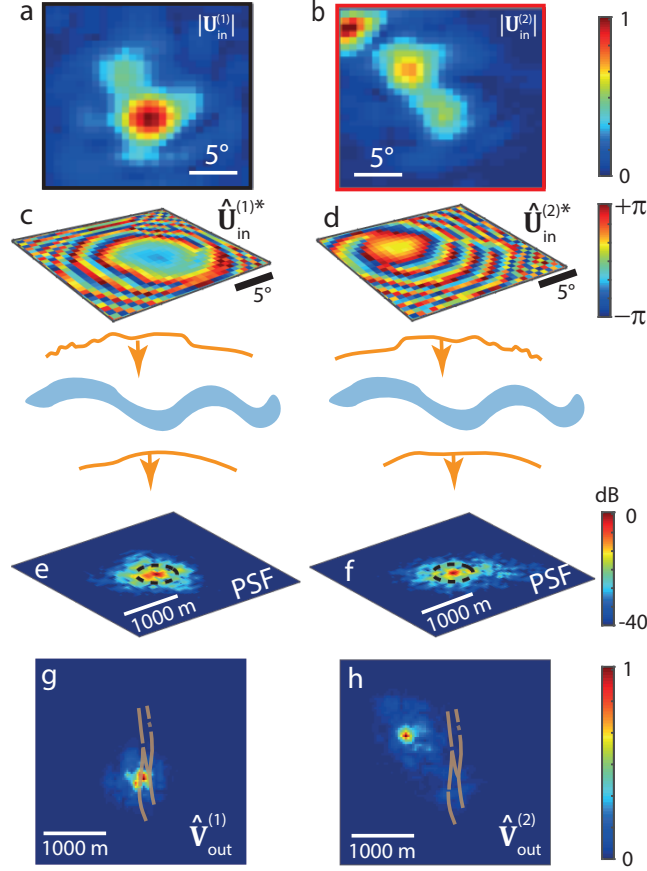 a |U_in^(1)|
5°
b |U_in^(2)|
5°
1
0
c Û_in^(1)*
5°
d Û_in^(2)*
5°
+π
−π
e PSF
1000 m
f PSF
1000 m
dB
0
-40
g
1000 m V̂_out^(1)
h
1000 m V̂_out^(2)
1
0